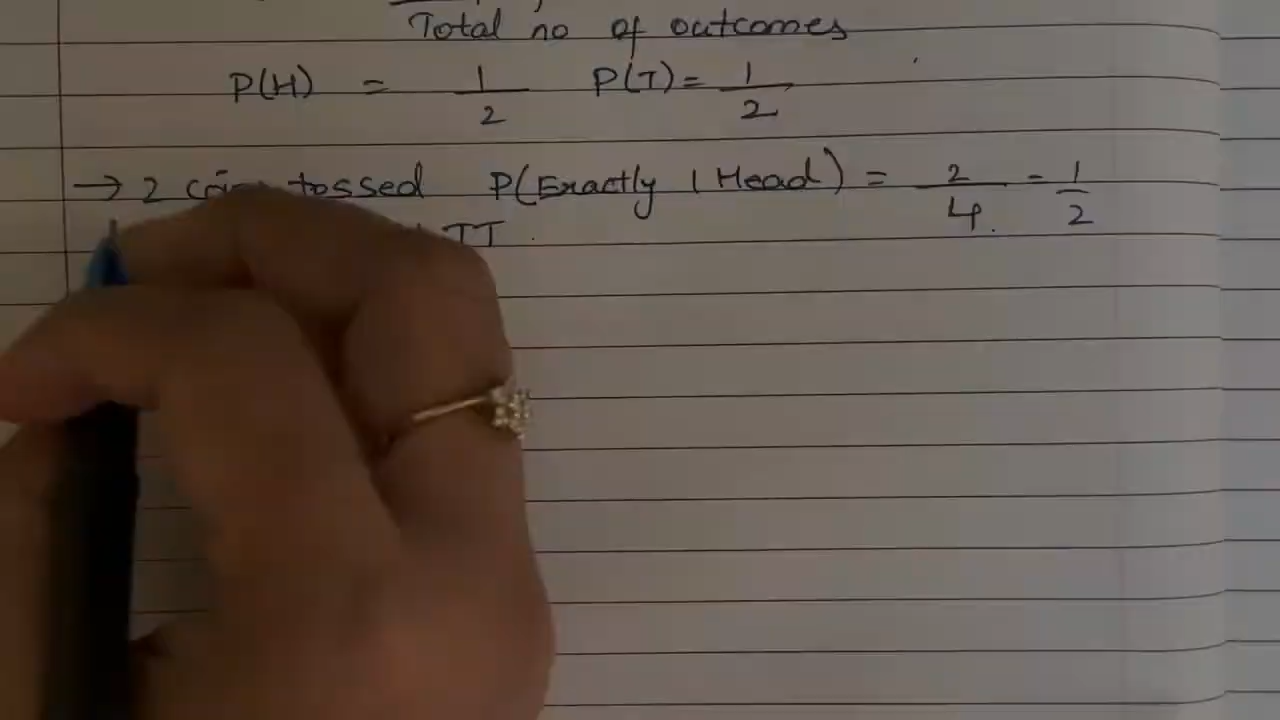 Total no of outcomes
P(H) = 1/2 P(T) = 1/2
→ 2 tossed P(Exactly 1 Head) = 2/4 = 1/2
TT